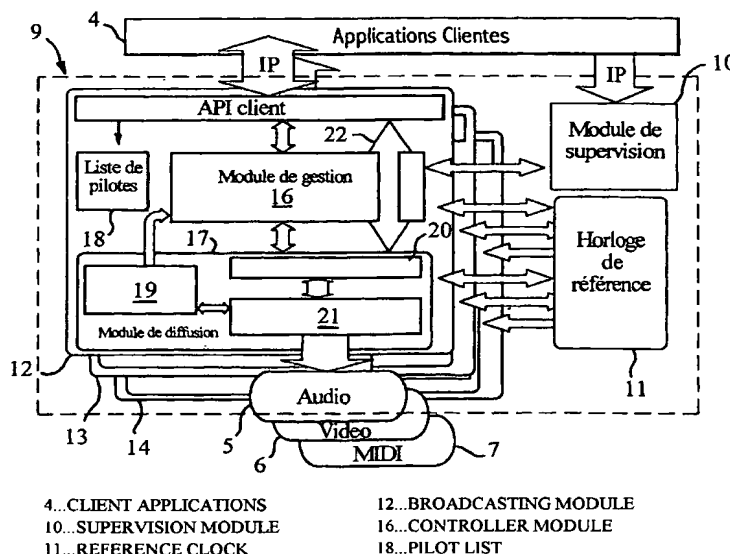 4
Applications Clientes
9
IP
IP
10
API client
22
Module de supervision
Liste de pilotes
Module de gestion
16
18
17
20
Horloge de référence
19
21
Module de diffusion
12
Audio
11
13
5
14
Video
6
MIDI
7
4...CLIENT APPLICATIONS
12...BROADCASTING MODULE
10...SUPERVISION MODULE
16...CONTROLLER MODULE
11...REFERENCE CLOCK
18...PILOT LIST